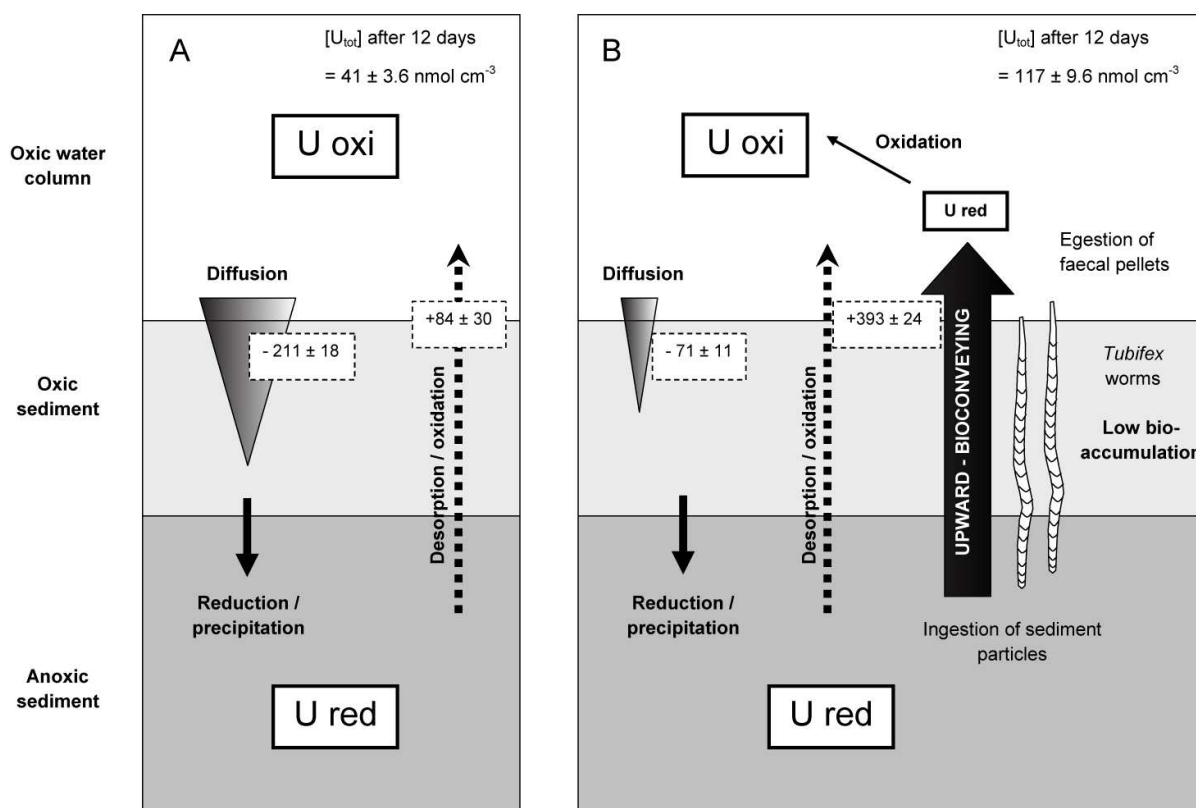 A
[Utot] after 12 days
= 41 ± 3.6 nmol cm-3
U oxi
Oxic water
column
Diffusion
+84 ± 30
- 211 ± 18
Oxic
sediment
Desorption / oxidation
Reduction /
precipitation
Anoxic
sediment
U red
B
[Utot] after 12 days
= 117 ± 9.6 nmol cm-3
U oxi
Oxidation
U red
Egestion of
faecal pellets
Diffusion
+393 ± 24
- 71 ± 11
Tubifex
worms
Low bio-
accumulation
Desorption / oxidation
UPWARD - BIOCONVEYING
Reduction /
precipitation
Ingestion of sediment
particles
U red